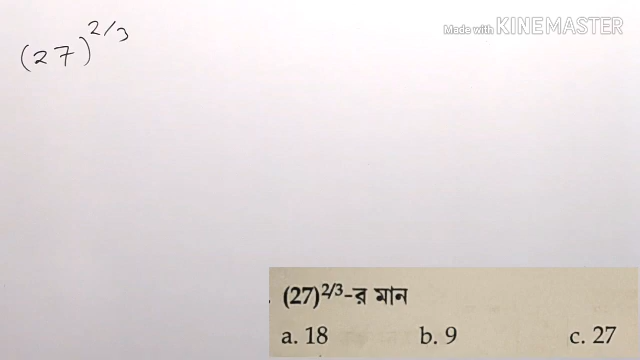 Made with KINEMASTER
(27)^2/3
(27)^2/3-র মান
a. 18 b. 9 c. 27